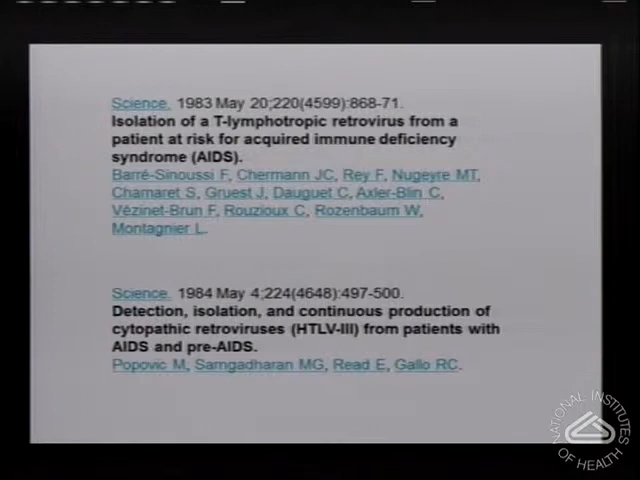 Science. 1983 May 20;220(4599):868-71.
Isolation of a T-lymphotropic retrovirus from a
patient at risk for acquired immune deficiency
syndrome (AIDS).
Barré-Sinoussi F, Chermann JC, Rey F, Nugeyre MT,
Chamaret S, Gruest J, Dauguet C, Axler-Blin C,
Vézinet-Brun F, Rouzioux C, Rozenbaum W,
Montagnier L.
Science. 1984 May 4;224(4648):497-500.
Detection, isolation, and continuous production of
cytopathic retroviruses (HTLV-III) from patients with
AIDS and pre-AIDS.
Popovic M, Sarngadharan MG, Read E, Gallo RC.
NATIONAL INSTITUTES
OF HEALTH